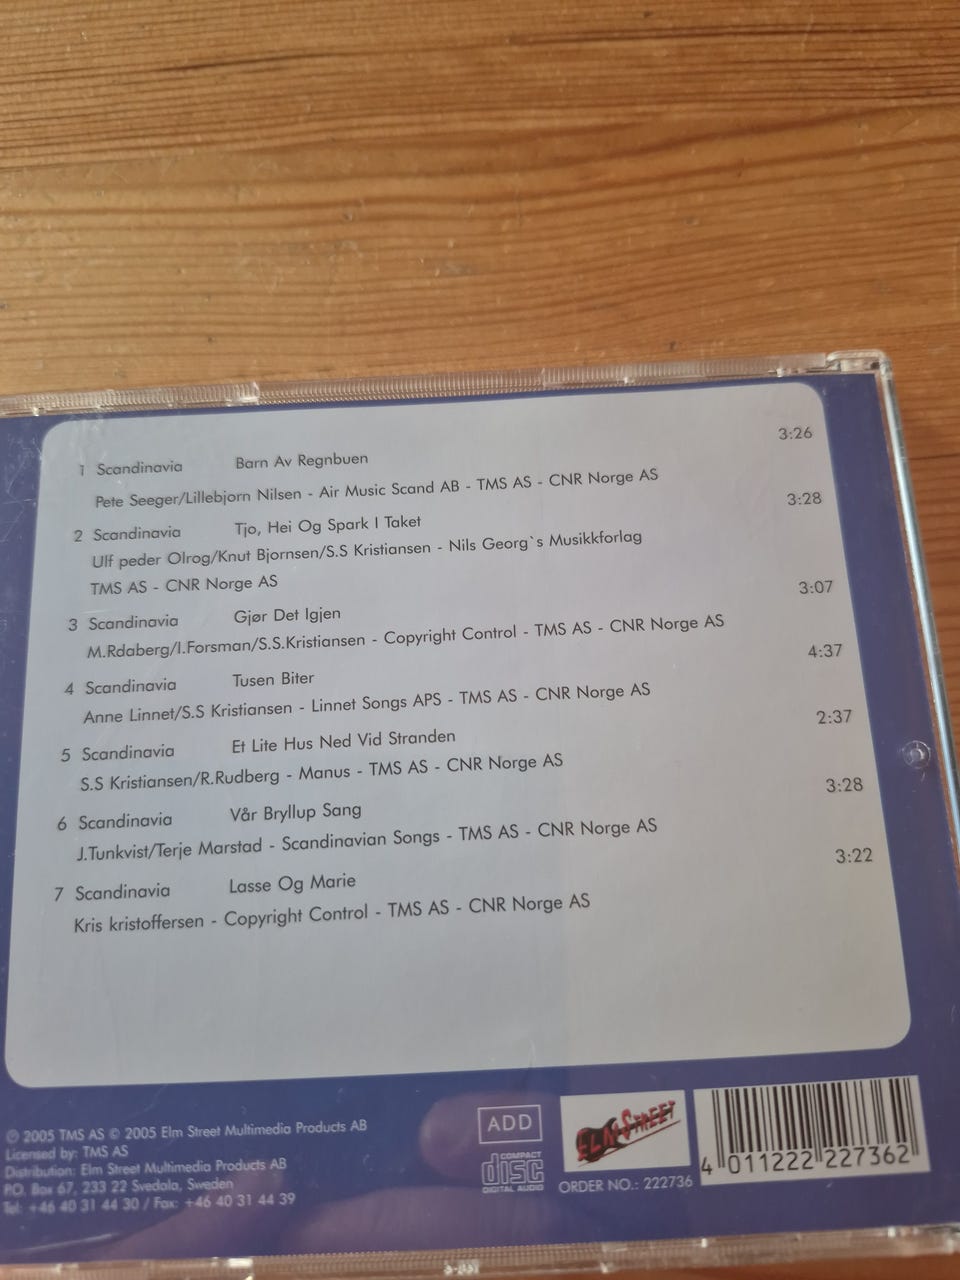 1 Scandinavia Barn Av Regnbuen 3:26
Pete Seeger/Lillebjorn Nilsen - Air Music Scand AB - TMS AS - CNR Norge AS
2 Scandinavia Tjo, Hei Og Spark I Taket 3:28
Ulf peder Olrog/Knut Bjornsen/S.S Kristiansen - Nils Georg`s Musikkforlag
TMS AS - CNR Norge AS
3 Scandinavia Gjør Det Igjen 3:07
M.Rdaberg/I.Forsman/S.S.Kristiansen - Copyright Control - TMS AS - CNR Norge AS
4 Scandinavia Tusen Biter 4:37
Anne Linnet/S.S Kristiansen - Linnet Songs APS - TMS AS - CNR Norge AS
5 Scandinavia Et Lite Hus Ned Vid Stranden 2:37
S.S Kristiansen/R.Rudberg - Manus - TMS AS - CNR Norge AS
6 Scandinavia Vår Bryllup Sang 3:28
J.Tunkvist/Terje Marstad - Scandinavian Songs - TMS AS - CNR Norge AS
7 Scandinavia Lasse Og Marie 3:22
Kris kristoffersen - Copyright Control - TMS AS - CNR Norge AS
℗ 2005 TMS AS © 2005 Elm Street Multimedia Products AB
Licensed by: TMS AS
Distribution: Elm Street Multimedia Products AB
P.O. Box 67, 233 22 Svedala, Sweden
Tel: +46 40 31 44 30 / Fax: +46 40 31 44 39
ADD
COMPACT
disc
DIGITAL AUDIO
ELM STREET
ORDER NO.: 222736
4 011222 227362